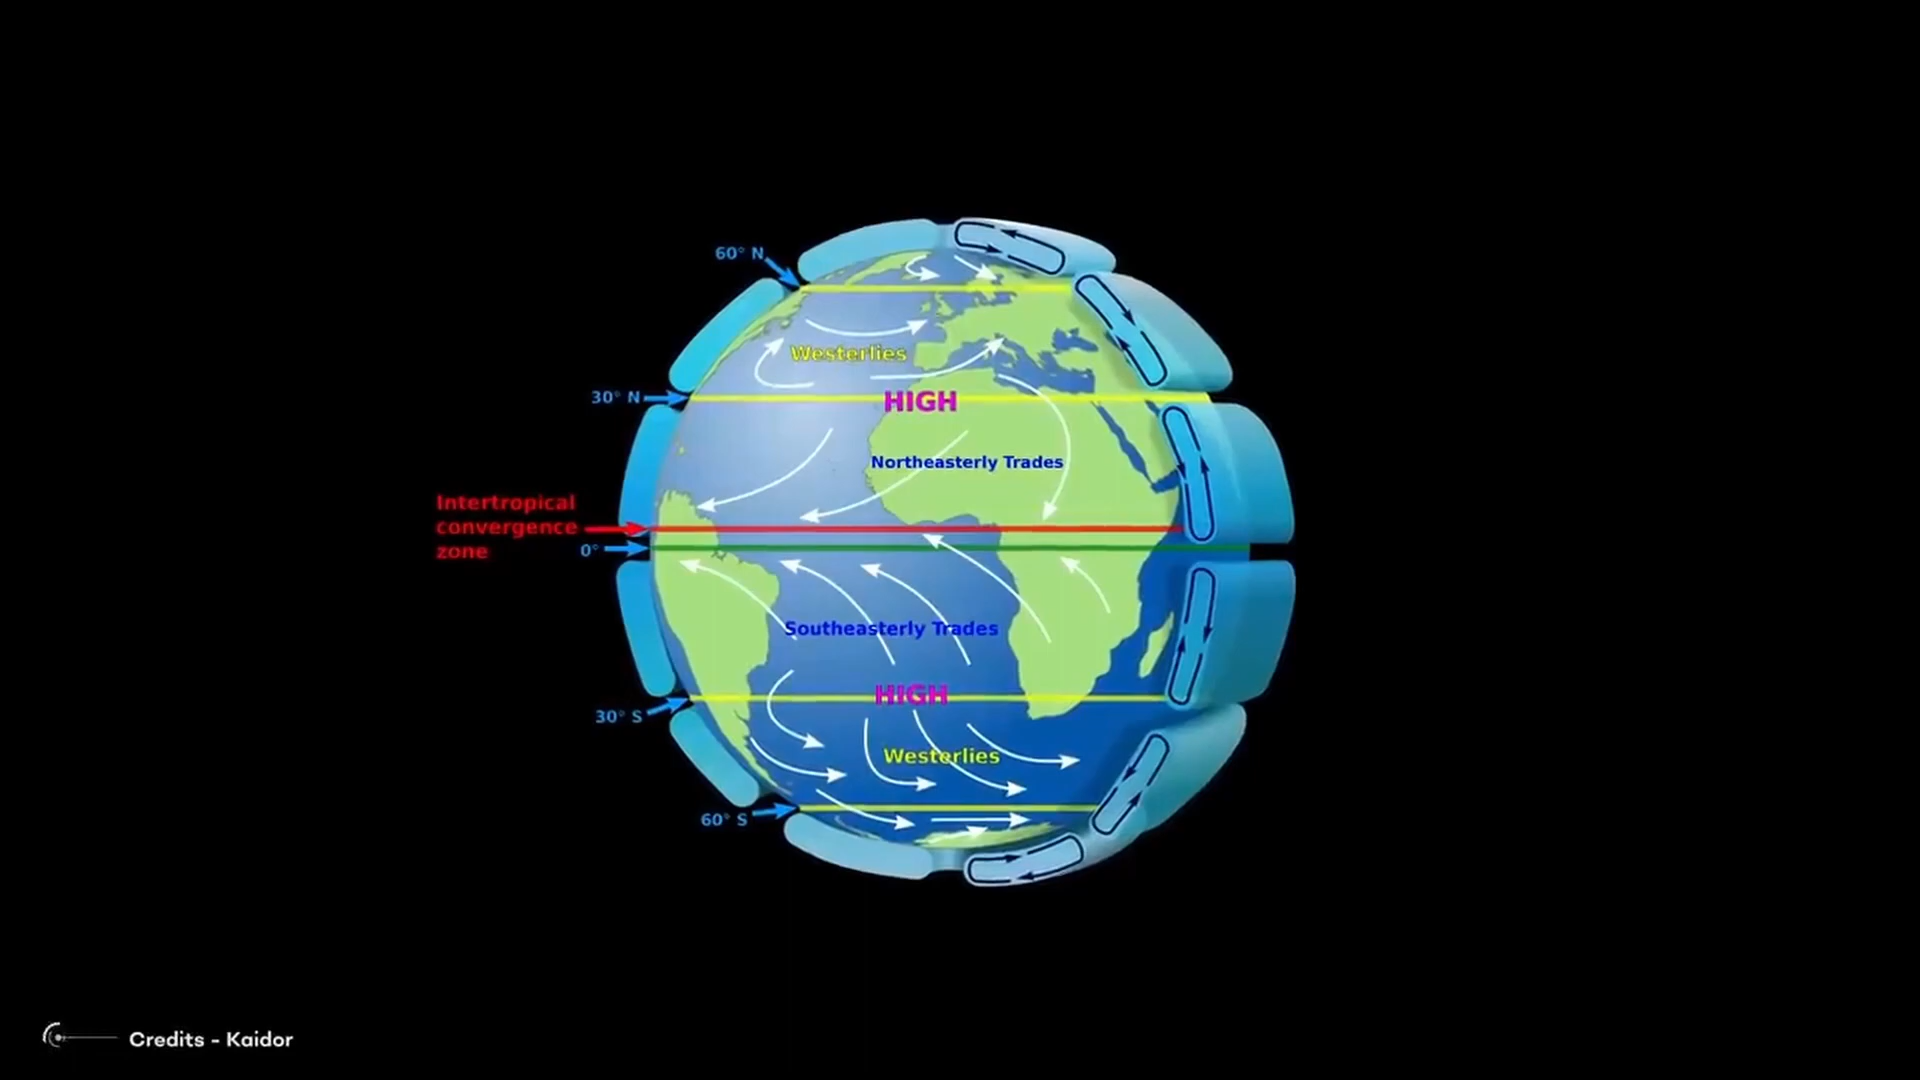 60° N
Westerlies
30° N
HIGH
Northeasterly Trades
Intertropical
convergence
zone
0°
Southeasterly Trades
HIGH
30° S
Westerlies
60° S
Credits - Kaidor